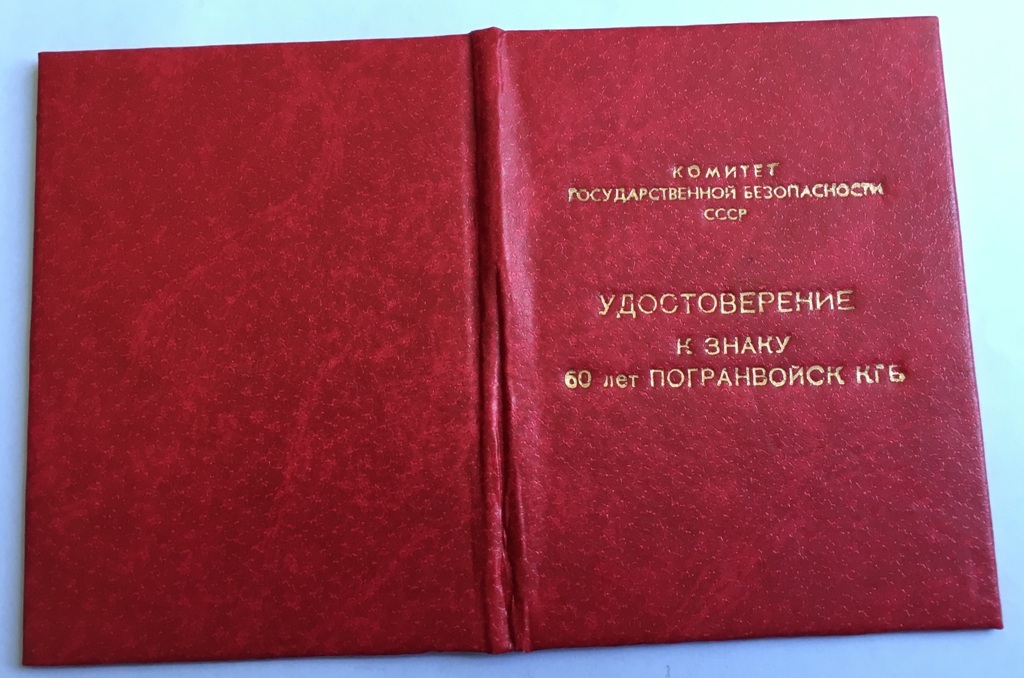 КОМИТЕТ
ГОСУДАРСТВЕННОЙ БЕЗОПАСНОСТИ
СССР
УДОСТОВЕРЕНИЕ
К ЗНАКУ
60 лет ПОГРАНВОЙСК КГБ